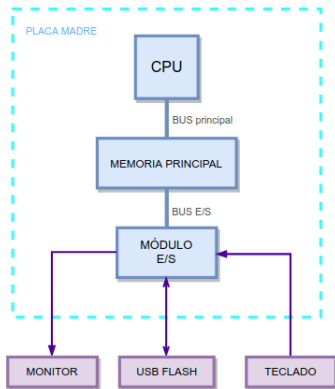 PLACA MADRE
CPU
BUS principal
MEMORIA PRINCIPAL
BUS E/S
MÓDULO
E/S
MONITOR
USB FLASH
TECLADO